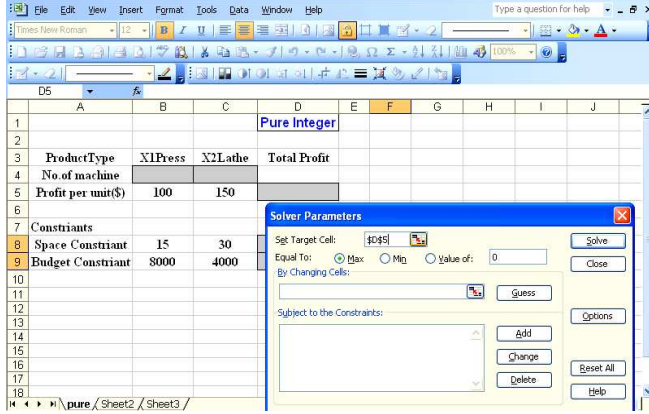 File Edit View Insert Format Tools Data Window Help Type a question for help
Times New Roman 12 B I U
100%
D5 fx
A B C D E F G H I J
1 Pure Integer
2
3 ProductType X1Press X2Lathe Total Profit
4 No.of machine
5 Profit per unit($) 100 150
6
7 Constriants
8 Space Constriant 15 30
9 Budget Constriant 8000 4000
10
11
12
13
14
15
16
17
18
Solver Parameters
Set Target Cell: $D$5 Solve
Equal To: Max Min Value of: 0 Close
By Changing Cells:
Guess
Subject to the Constraints: Options
Add
Change
Reset All
Delete
Help
pure Sheet2 Sheet3